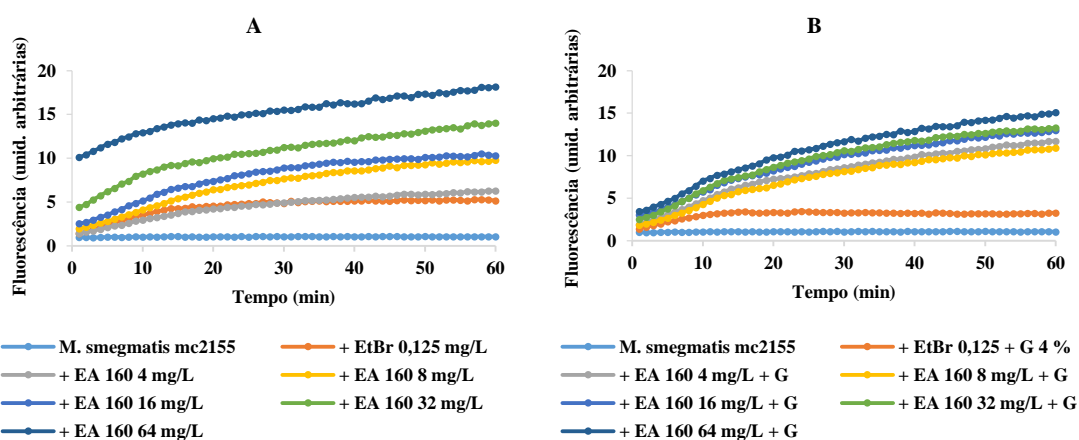 A
Fluorescência (unid. arbitrárias)
20
15
10
5
0
0 10 20 30 40 50 60
Tempo (min)
M. smegmatis mc2155
+ EtBr 0,125 mg/L
+ EA 160 4 mg/L
+ EA 160 8 mg/L
+ EA 160 16 mg/L
+ EA 160 32 mg/L
+ EA 160 64 mg/L
B
Fluorescência (unid. arbitrárias)
20
15
10
5
0
0 10 20 30 40 50 60
Tempo (min)
M. smegmatis mc2155
+ EtBr 0,125 + G 4 %
+ EA 160 4 mg/L + G
+ EA 160 8 mg/L + G
+ EA 160 16 mg/L + G
+ EA 160 32 mg/L + G
+ EA 160 64 mg/L + G